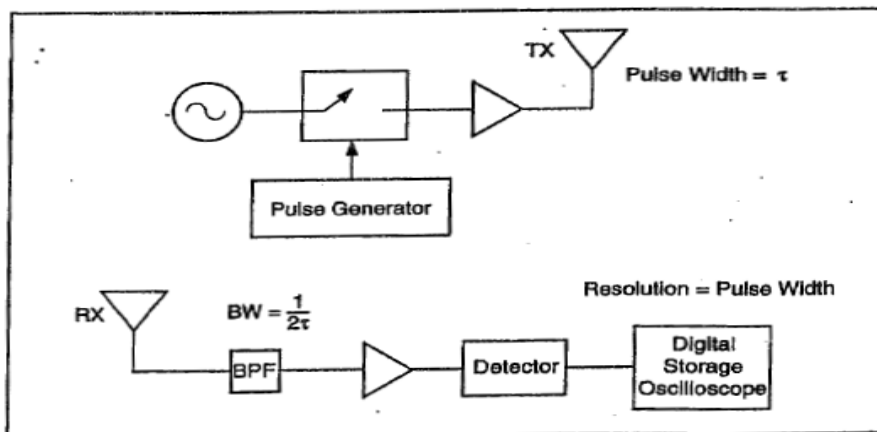 TX
Pulse Width = τ
Pulse Generator
Resolution = Pulse Width
RX
BW = 1/2τ
BPF
Detector
Digital
Storage
Oscilloscope